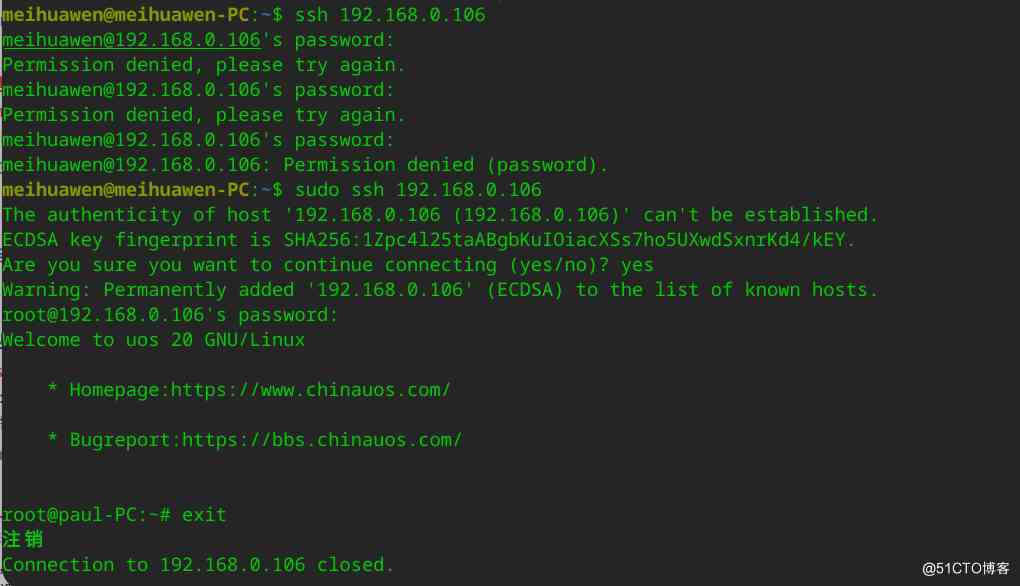 meihuawen@meihuawen-PC:~$ ssh 192.168.0.106
meihuawen@192.168.0.106's password:
Permission denied, please try again.
meihuawen@192.168.0.106's password:
Permission denied, please try again.
meihuawen@192.168.0.106's password:
meihuawen@192.168.0.106: Permission denied (password).
meihuawen@meihuawen-PC:~$ sudo ssh 192.168.0.106
The authenticity of host '192.168.0.106 (192.168.0.106)' can't be established.
ECDSA key fingerprint is SHA256:1Zpc4l25taABgbKuIOiacXSs7ho5UXwdSxnrKd4/kEY.
Are you sure you want to continue connecting (yes/no)? yes
Warning: Permanently added '192.168.0.106' (ECDSA) to the list of known hosts.
root@192.168.0.106's password:
Welcome to uos 20 GNU/Linux
* Homepage:https://www.chinauos.com/
* Bugreport:https://bbs.chinauos.com/
root@paul-PC:~# exit
注销
Connection to 192.168.0.106 closed.
@51CTO博客